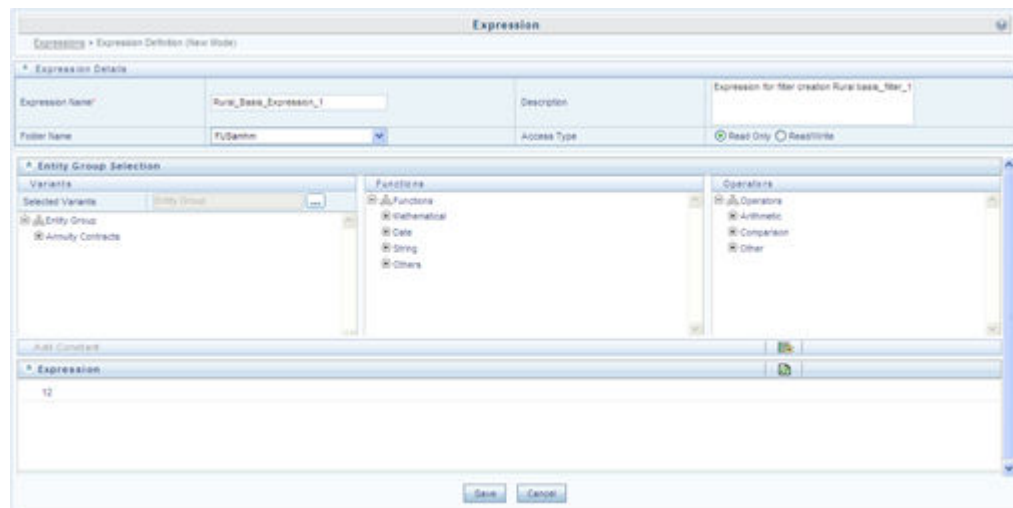 Expression
Expressions > Expression Definition (New Mode)
Expression Details
Expression Name*
Rural_Basis_Expression_1
Description
Expression for filter creation Rural basis_filter_1
Folder Name
Access Type
Read Only
Read/Write
Entity Group Selection
Variants
Functions
Operators
Selected Variants
Entity Group
...
Entity Group
Annuity Contracts
Functions
Mathematical
Date
String
Others
Operators
Arithmetic
Comparison
Other
Add Constant
Expression
12
Save
Cancel